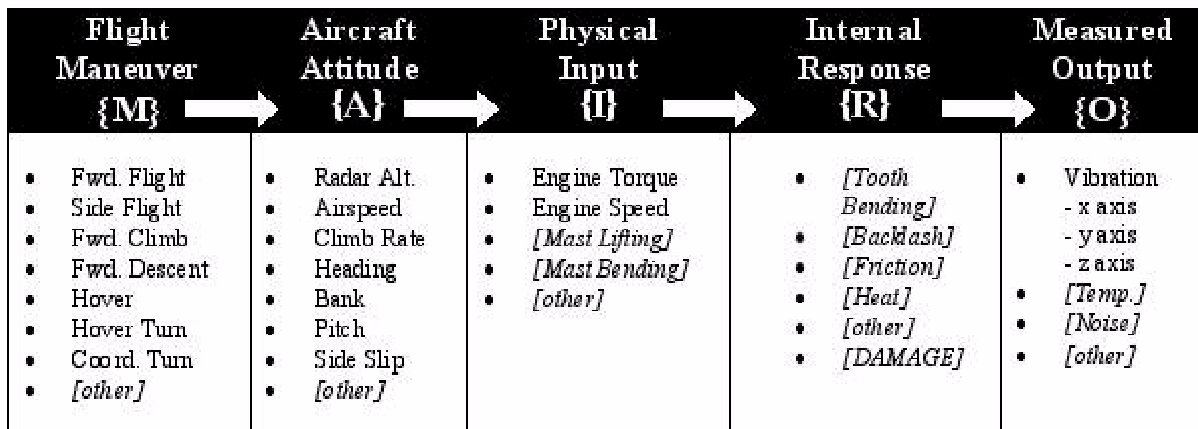 Flight
Maneuver
{M}
Aircraft
Attitude
{A}
Physical
Input
{I}
Internal
Response
{R}
Measured
Output
{O}
• Fwd. Flight
• Side Flight
• Fwd. Climb
• Fwd. Descent
• Hover
• Hover Turn
• Coord. Turn
• [other]
• Radar Alt.
• Airspeed
• Climb Rate
• Heading
• Bank
• Pitch
• Side Slip
• [other]
• Engine Torque
• Engine Speed
• [Mast Lifting]
• [Mast Bending]
• [other]
• [Tooth
Bending]
• [Backlash]
• [Friction]
• [Heat]
• [other]
• [DAMAGE]
• Vibration
- x axis
- y axis
- z axis
• [Temp.]
• [Noise]
• [other]